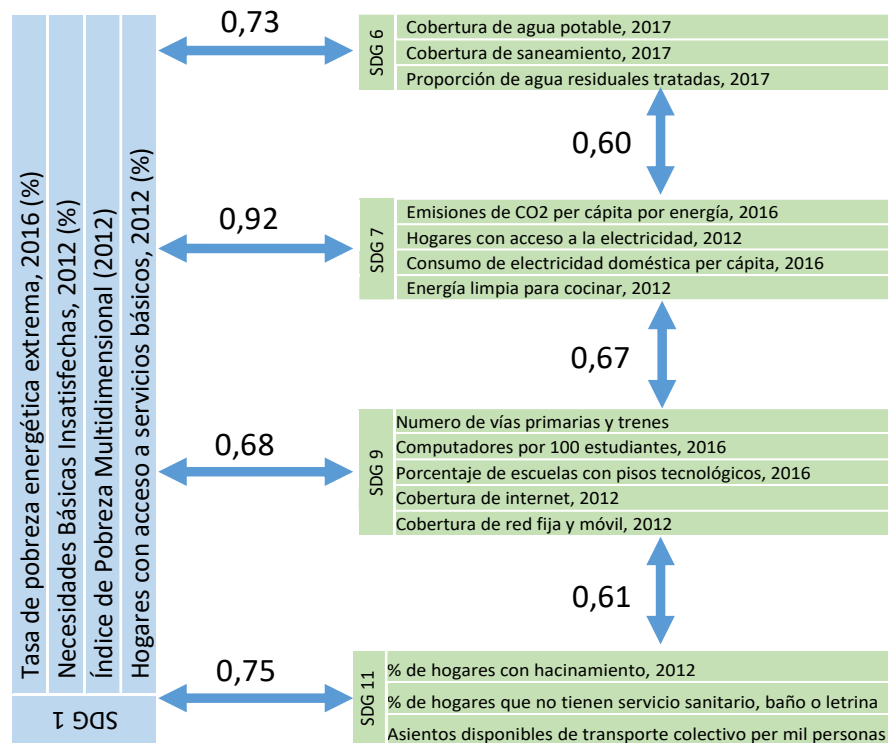 Tasa de pobreza energética extrema, 2016 (%)
Necesidades Básicas Insatisfechas, 2012 (%)
Índice de Pobreza Multidimensional (2012)
Hogares con acceso a servicios básicos, 2012 (%)
SDG 1
0,73
SDG 6
Cobertura de agua potable, 2017
Cobertura de saneamiento, 2017
Proporción de agua residuales tratadas, 2017
0,60
0,92
SDG 7
Emisiones de CO2 per cápita por energía, 2016
Hogares con acceso a la electricidad, 2012
Consumo de electricidad doméstica per cápita, 2016
Energía limpia para cocinar, 2012
0,67
0,68
SDG 9
Numero de vías primarias y trenes
Computadores por 100 estudiantes, 2016
Porcentaje de escuelas con pisos tecnológicos, 2016
Cobertura de internet, 2012
Cobertura de red fija y móvil, 2012
0,61
0,75
SDG 11
% de hogares con hacinamiento, 2012
% de hogares que no tienen servicio sanitario, baño o letrina
Asientos disponibles de transporte colectivo per mil personas